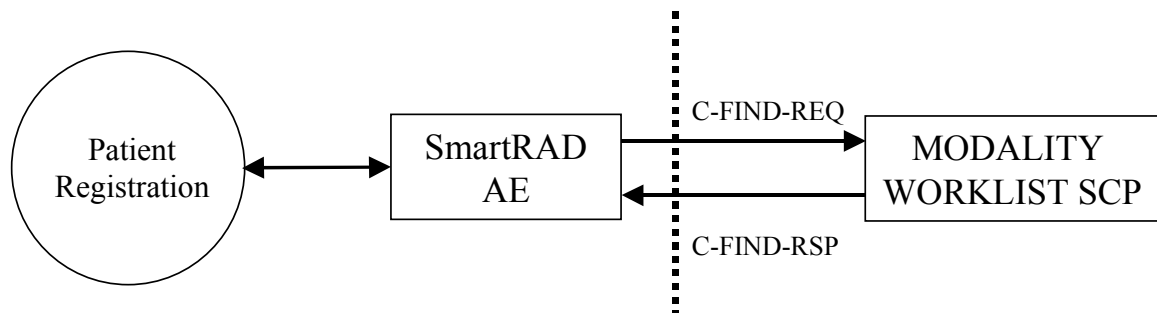 Patient
Registration
SmartRAD
AE
C-FIND-REQ
C-FIND-RSP
MODALITY
WORKLIST SCP